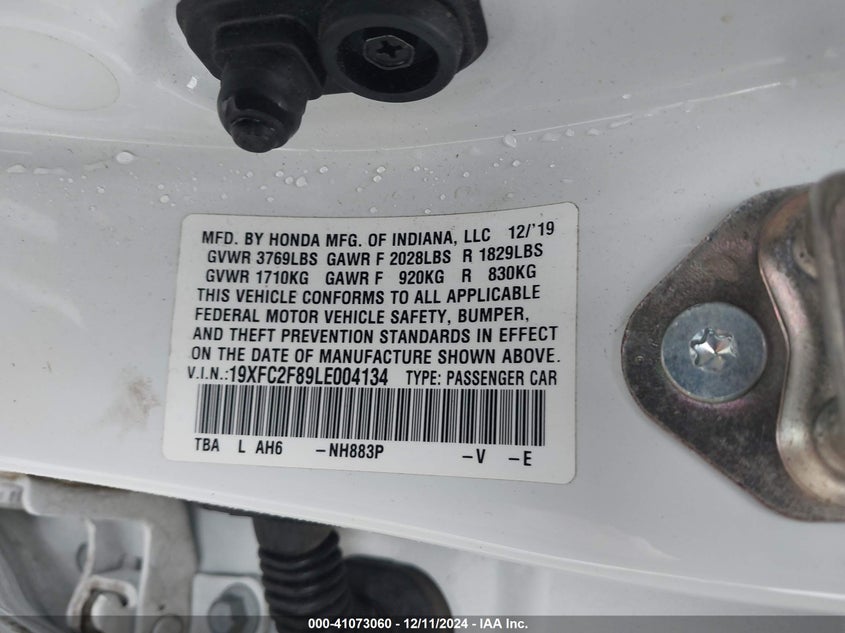 MFD. BY HONDA MFG. OF INDIANA, LLC 12/'19
GVWR 3769LBS GAWR F 2028LBS R 1829LBS
GVWR 1710KG GAWR F 920KG R 830KG
THIS VEHICLE CONFORMS TO ALL APPLICABLE
FEDERAL MOTOR VEHICLE SAFETY, BUMPER,
AND THEFT PREVENTION STANDARDS IN EFFECT
ON THE DATE OF MANUFACTURE SHOWN ABOVE.
V.I.N.:19XFC2F89LE004134 TYPE: PASSENGER CAR
TBA L AH6 –NH883P –V –E
000-41073060 - 12/11/2024 - IAA Inc.